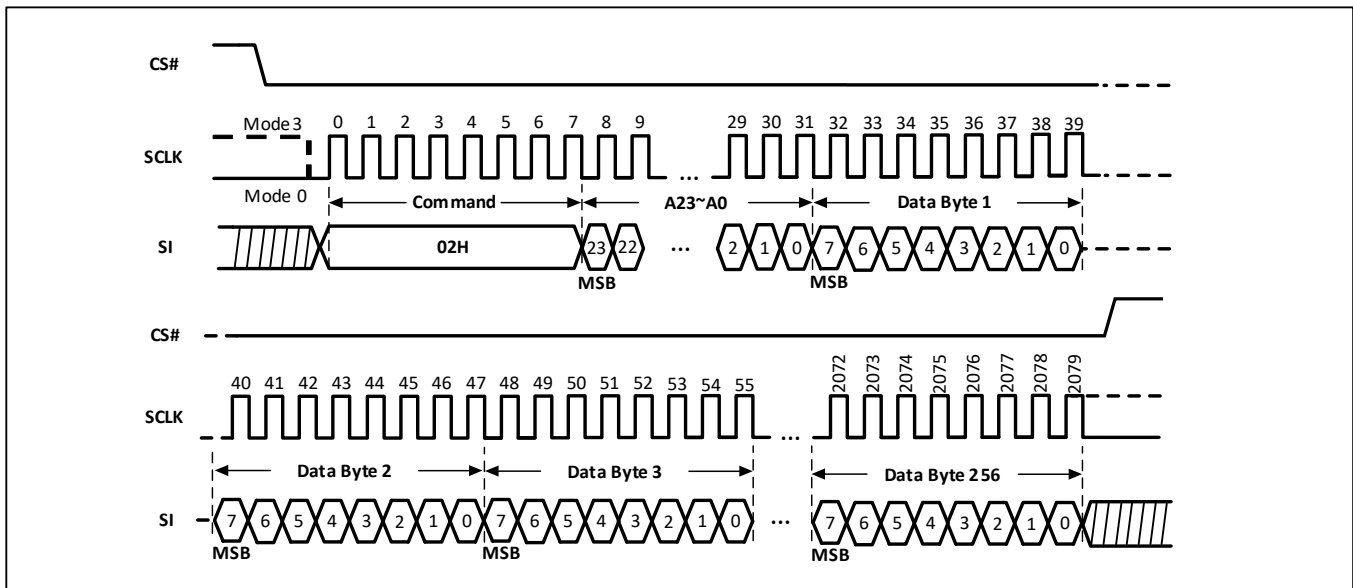 CS#
Mode 3
0 1 2 3 4 5 6 7 8 9 29 30 31 32 33 34 35 36 37 38 39
SCLK
...
Mode 0
Command A23~A0 Data Byte 1
SI 02H 23 22 ... 2 1 0 7 6 5 4 3 2 1 0
MSB MSB
CS#
40 41 42 43 44 45 46 47 48 49 50 51 52 53 54 55 2072 2073 2074 2075 2076 2077 2078 2079
SCLK
...
Data Byte 2 Data Byte 3 Data Byte 256
SI 7 6 5 4 3 2 1 0 7 6 5 4 3 2 1 0 ... 7 6 5 4 3 2 1 0
MSB MSB MSB